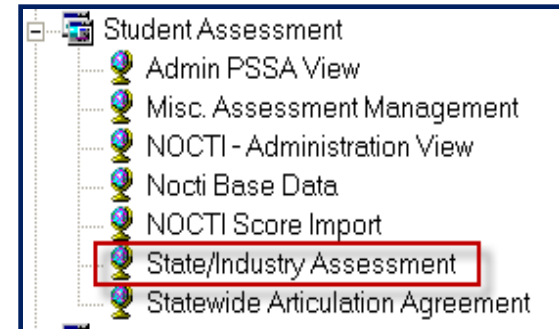 Student Assessment
Admin PSSA View
Misc. Assessment Management
NOCTI - Administration View
Nocti Base Data
NOCTI Score Import
State/Industry Assessment
Statewide Articulation Agreement